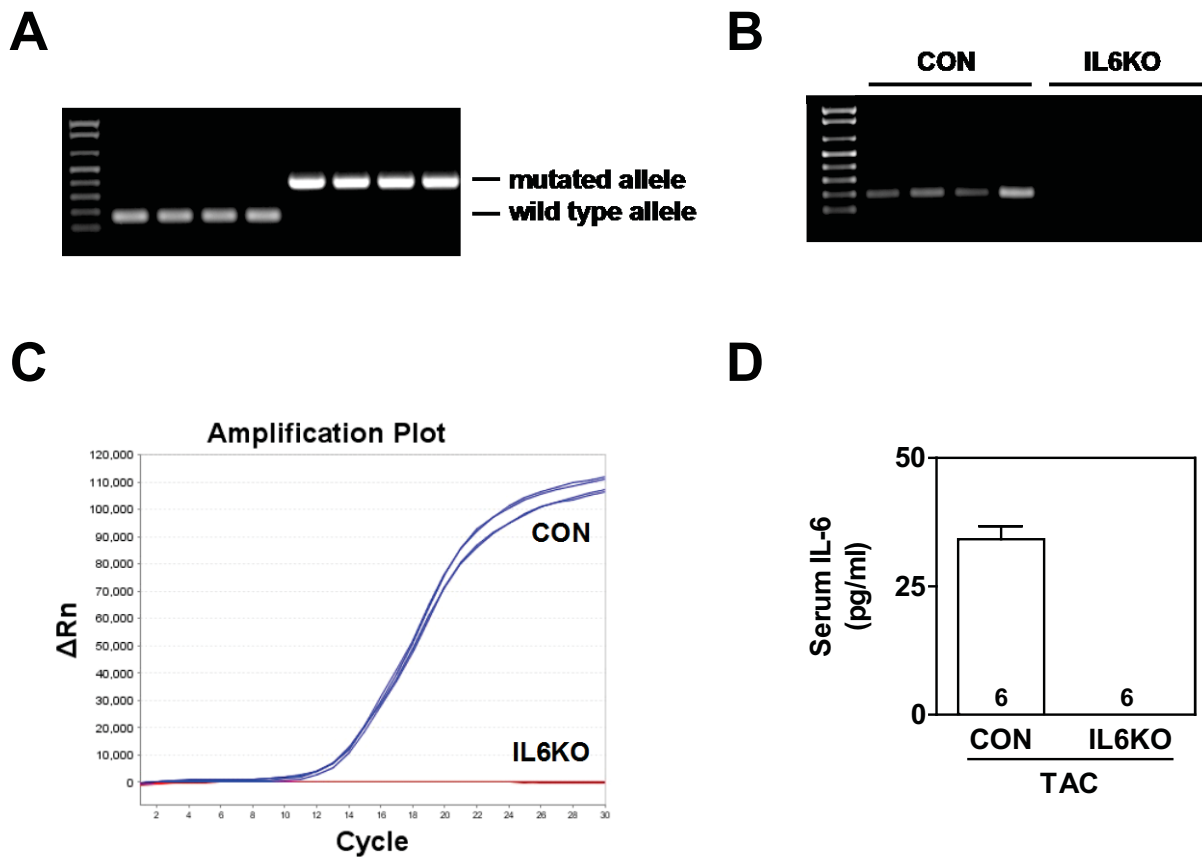 A
mutated allele
wild type allele
B
CON IL6KO
C
Amplification Plot
120,000
110,000
100,000
90,000
80,000
70,000
60,000
50,000
40,000
30,000
20,000
10,000
0
ΔRn
CON
IL6KO
2 4 6 8 10 12 14 16 18 20 22 24 26 28 30
Cycle
D
Serum IL-6
(pg/ml)
50
25
0
6 6
CON IL6KO
TAC